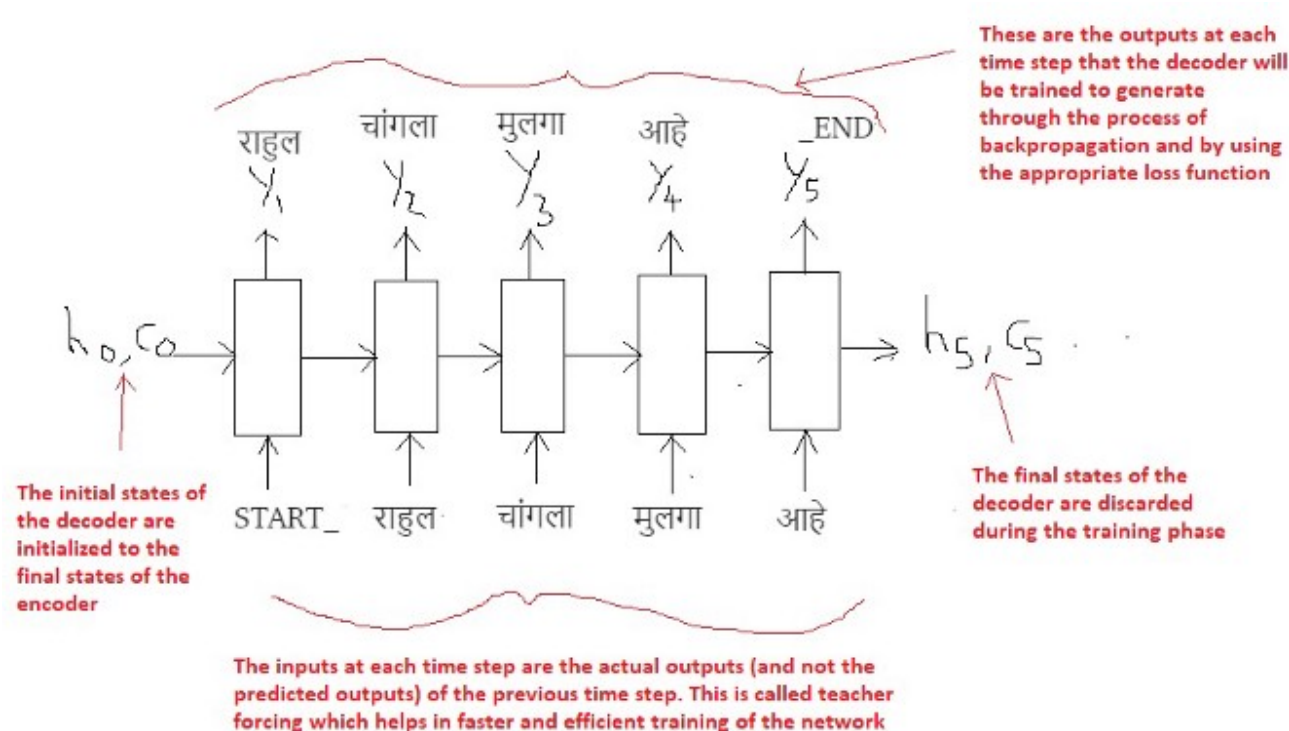 These are the outputs at each
time step that the decoder will
be trained to generate
through the process of
backpropagation and by using
the appropriate loss function
राहुल चांगला मुलगा आहे _END
y1 y2 y3 y4 y5
h0, c0
h5, c5
The initial states of
the decoder are
initialized to the
final states of the
encoder
START_ राहुल चांगला मुलगा आहे
The final states of the
decoder are discarded
during the training phase
The inputs at each time step are the actual outputs (and not the
predicted outputs) of the previous time step. This is called teacher
forcing which helps in faster and efficient training of the network